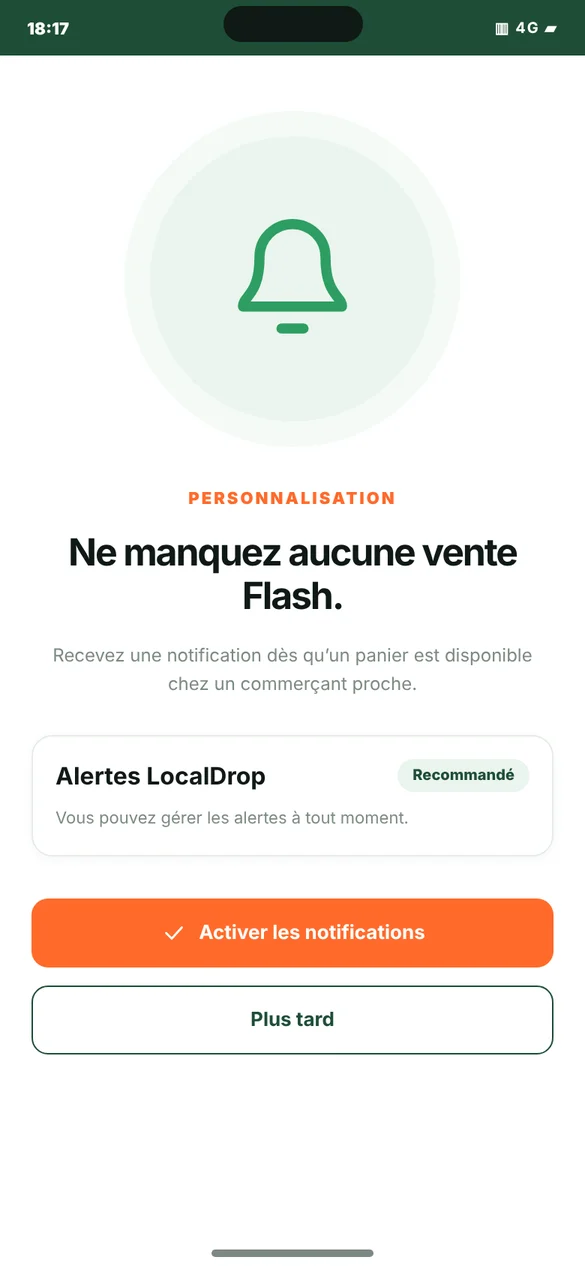 18:17
4G
PERSONNALISATION
Ne manquez aucune vente
Flash.
Recevez une notification dès qu’un panier est disponible
chez un commerçant proche.
Alertes LocalDrop
Recommandé
Vous pouvez gérer les alertes à tout moment.
Activer les notifications
Plus tard